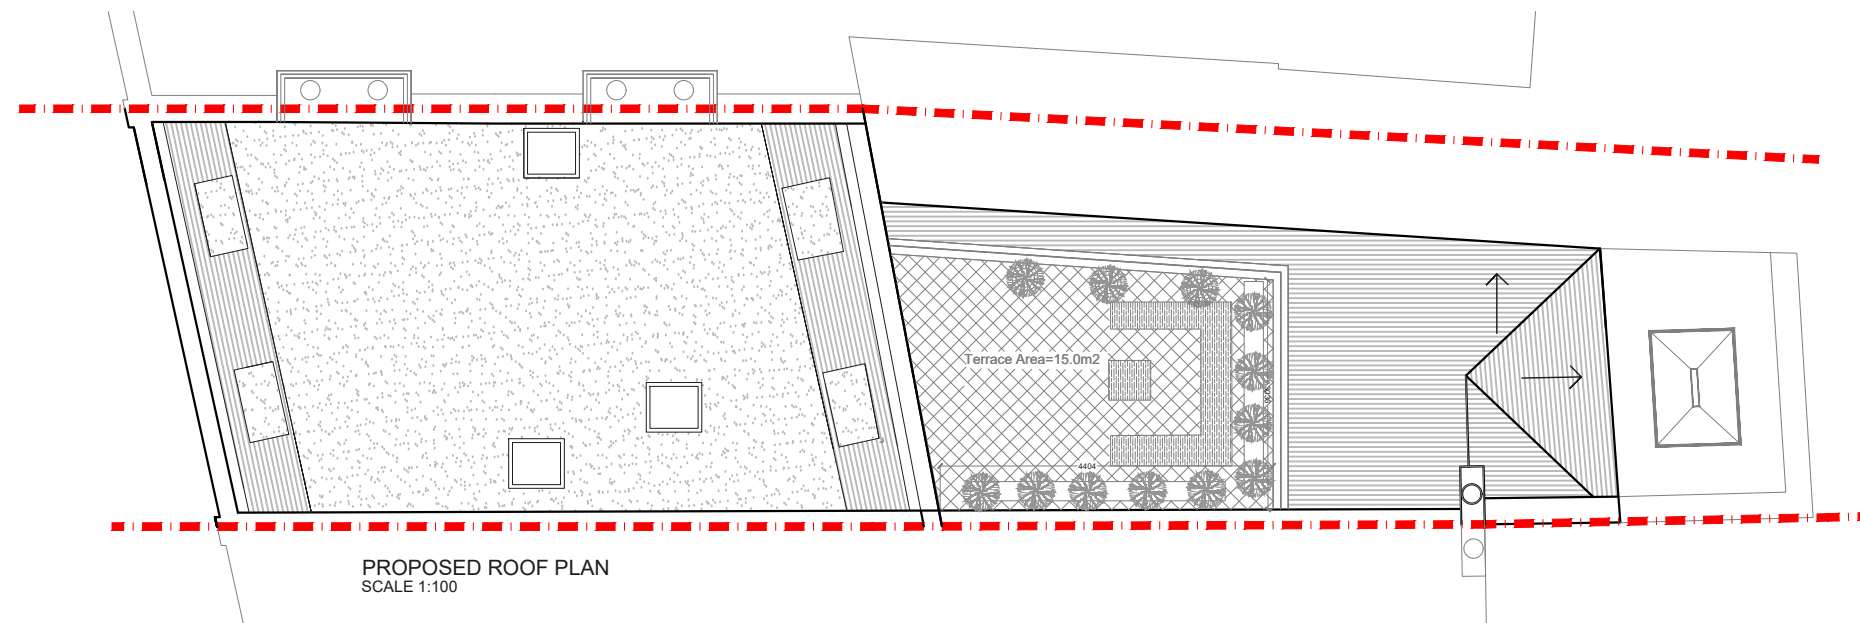 Terrace Area=15.0m2
4404
PROPOSED ROOF PLAN
SCALE 1:100